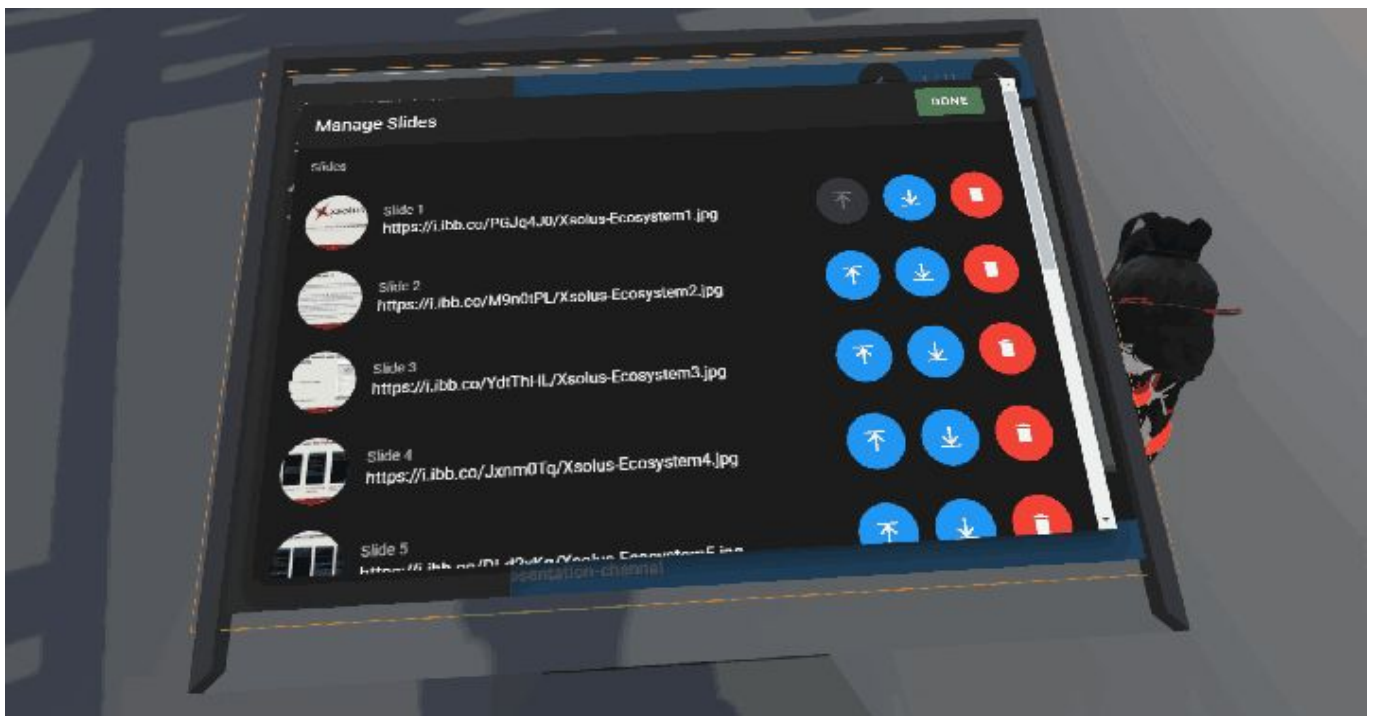 DONE
Manage Slides
Slides
Slide 1
https://i.ibb.co/PGJq4J0/Xsolus-Ecosystem1.jpg
Slide 2
https://i.ibb.co/M9n0tPL/Xsolus-Ecosystem2.jpg
Slide 3
https://i.ibb.co/YdtThHL/Xsolus-Ecosystem3.jpg
Slide 4
https://i.ibb.co/Jxnm0Tq/Xsolus-Ecosystem4.jpg
Slide 5